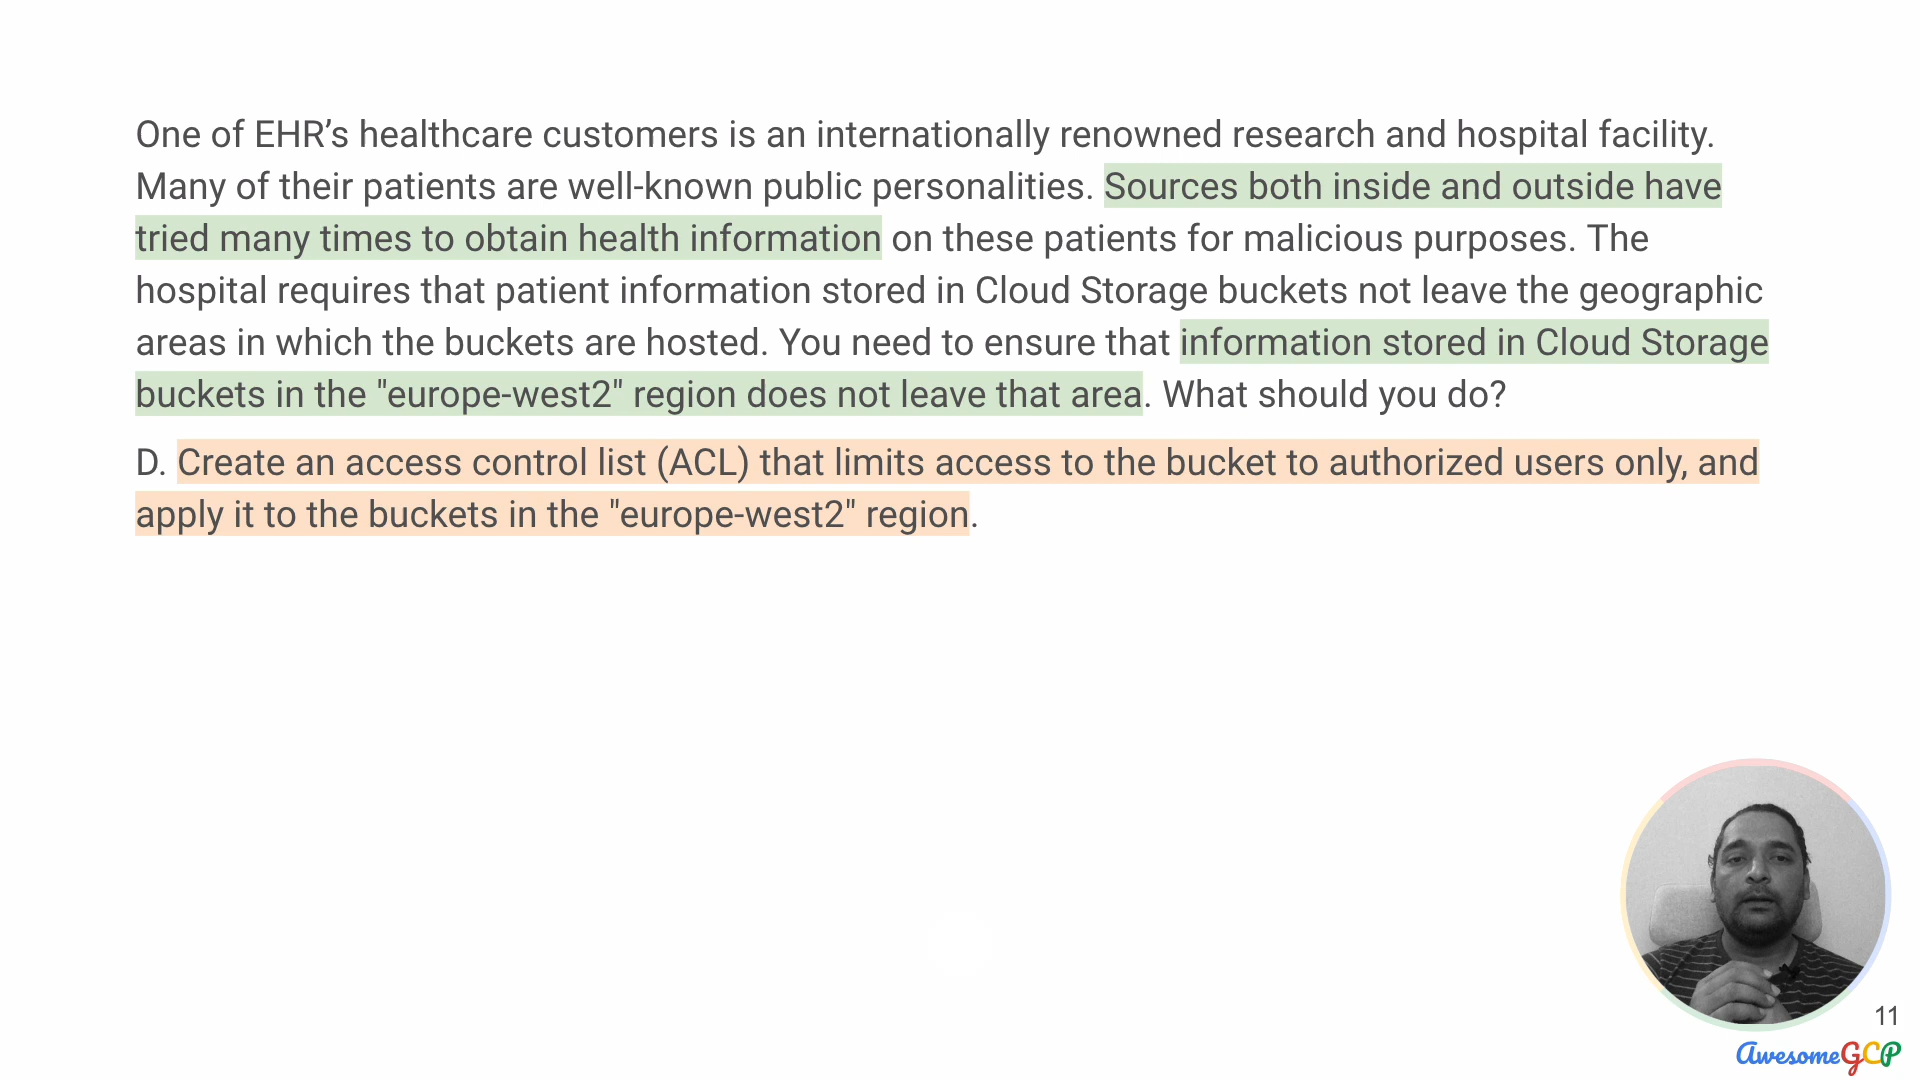 One of EHR’s healthcare customers is an internationally renowned research and hospital facility.
Many of their patients are well-known public personalities. Sources both inside and outside have
tried many times to obtain health information on these patients for malicious purposes. The
hospital requires that patient information stored in Cloud Storage buckets not leave the geographic
areas in which the buckets are hosted. You need to ensure that information stored in Cloud Storage
buckets in the "europe-west2" region does not leave that area. What should you do?
D. Create an access control list (ACL) that limits access to the bucket to authorized users only, and
apply it to the buckets in the "europe-west2" region.
11
AwesomeGCP